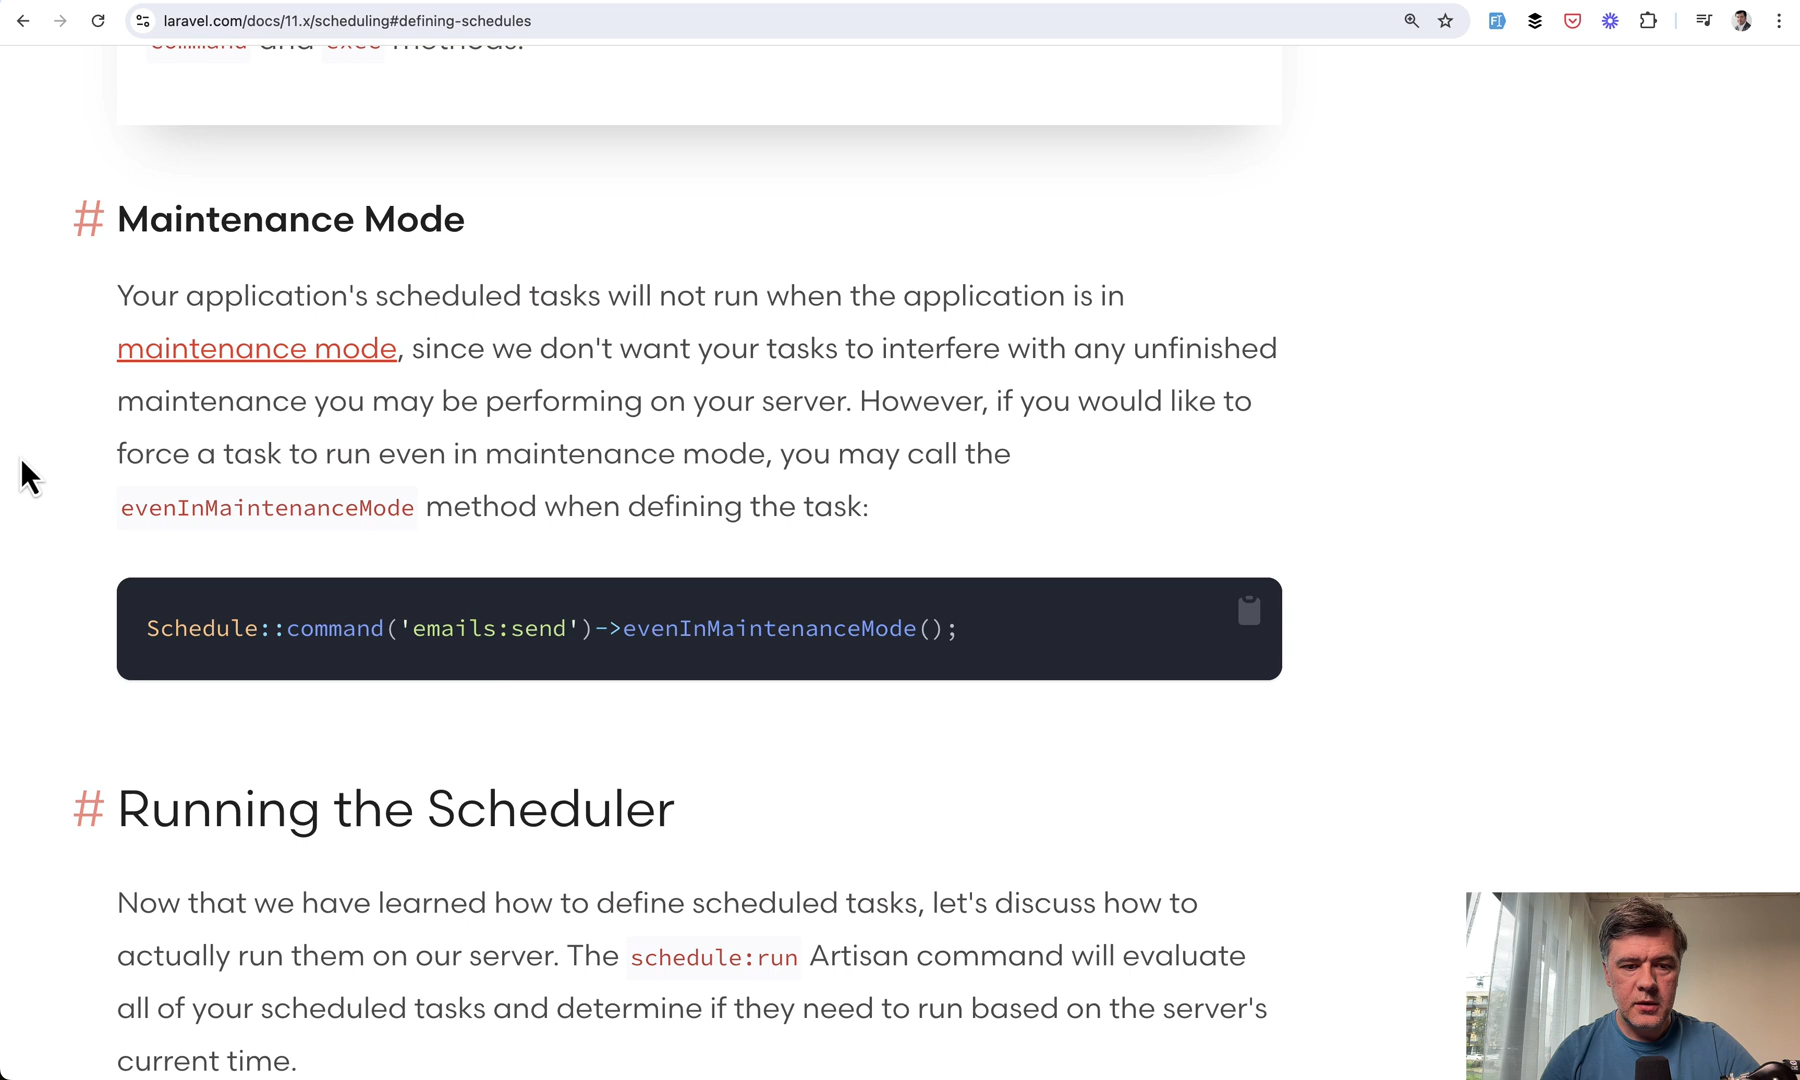 laravel.com/docs/11.x/scheduling#defining-schedules
command and exec methods.
# Maintenance Mode
Your application's scheduled tasks will not run when the application is in
maintenance mode, since we don't want your tasks to interfere with any unfinished
maintenance you may be performing on your server. However, if you would like to
force a task to run even in maintenance mode, you may call the
evenInMaintenanceMode method when defining the task:
Schedule::command('emails:send')->evenInMaintenanceMode();
# Running the Scheduler
Now that we have learned how to define scheduled tasks, let's discuss how to
actually run them on our server. The schedule:run Artisan command will evaluate
all of your scheduled tasks and determine if they need to run based on the server's
current time.